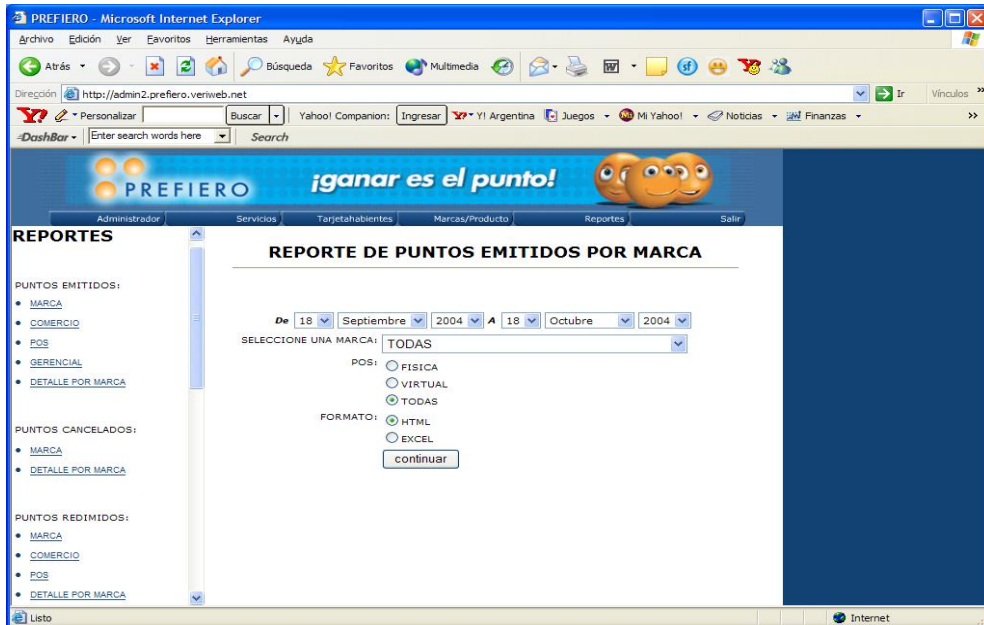 PREFIERO - Microsoft Internet Explorer
Archivo Edición Ver Favoritos Herramientas Ayuda
Atrás Búsqueda Favoritos Multimedia
Dirección http://admin2.prefiero.veriweb.net Ir Vínculos »
Y! Personalizar Buscar Yahoo! Companion: Ingresar Y! Y! Argentina Juegos Mi Yahoo! Noticias Finanzas »
DashBar Enter search words here Search
PREFIERO ¡ganar es el punto!
Administrador Servicios Tarjetahabientes Marcas/Producto Reportes Salir
REPORTES
PUNTOS EMITIDOS:
MARCA
COMERCIO
POS
GERENCIAL
DETALLE POR MARCA
PUNTOS CANCELADOS:
MARCA
DETALLE POR MARCA
PUNTOS REDIMIDOS:
MARCA
COMERCIO
POS
DETALLE POR MARCA
REPORTE DE PUNTOS EMITIDOS POR MARCA
De 18 Septiembre 2004 A 18 Octubre 2004
SELECCIONE UNA MARCA: TODAS
POS: FISICA
VIRTUAL
TODAS
FORMATO: HTML
EXCEL
continuar
Listo Internet